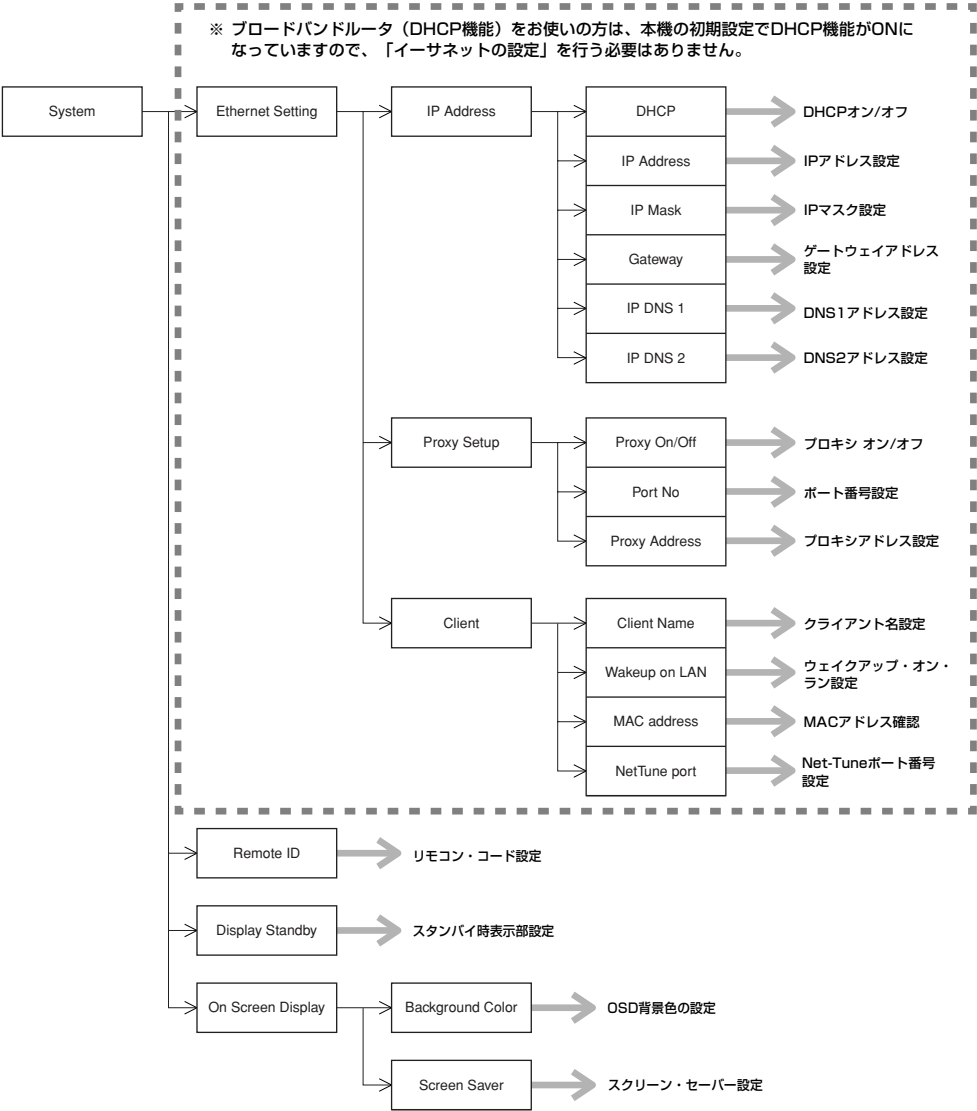 ※ ブロードバンドルータ（DHCP機能）をお使いの方は、本機の初期設定でDHCP機能がONに
なっていますので、「イーサネットの設定」を行う必要はありません。
System
Ethernet Setting
IP Address
DHCP
DHCPオン/オフ
IP Address
IPアドレス設定
IP Mask
IPマスク設定
Gateway
ゲートウェイアドレス
設定
IP DNS 1
DNS1アドレス設定
IP DNS 2
DNS2アドレス設定
Proxy Setup
Proxy On/Off
プロキシ オン/オフ
Port No
ポート番号設定
Proxy Address
プロキシアドレス設定
Client
Client Name
クライアント名設定
Wakeup on LAN
ウェイクアップ・オン・
ラン設定
MAC address
MACアドレス確認
NetTune port
Net-Tuneポート番号
設定
Remote ID
リモコン・コード設定
Display Standby
スタンバイ時表示部設定
On Screen Display
Background Color
OSD背景色の設定
Screen Saver
スクリーン・セーバー設定